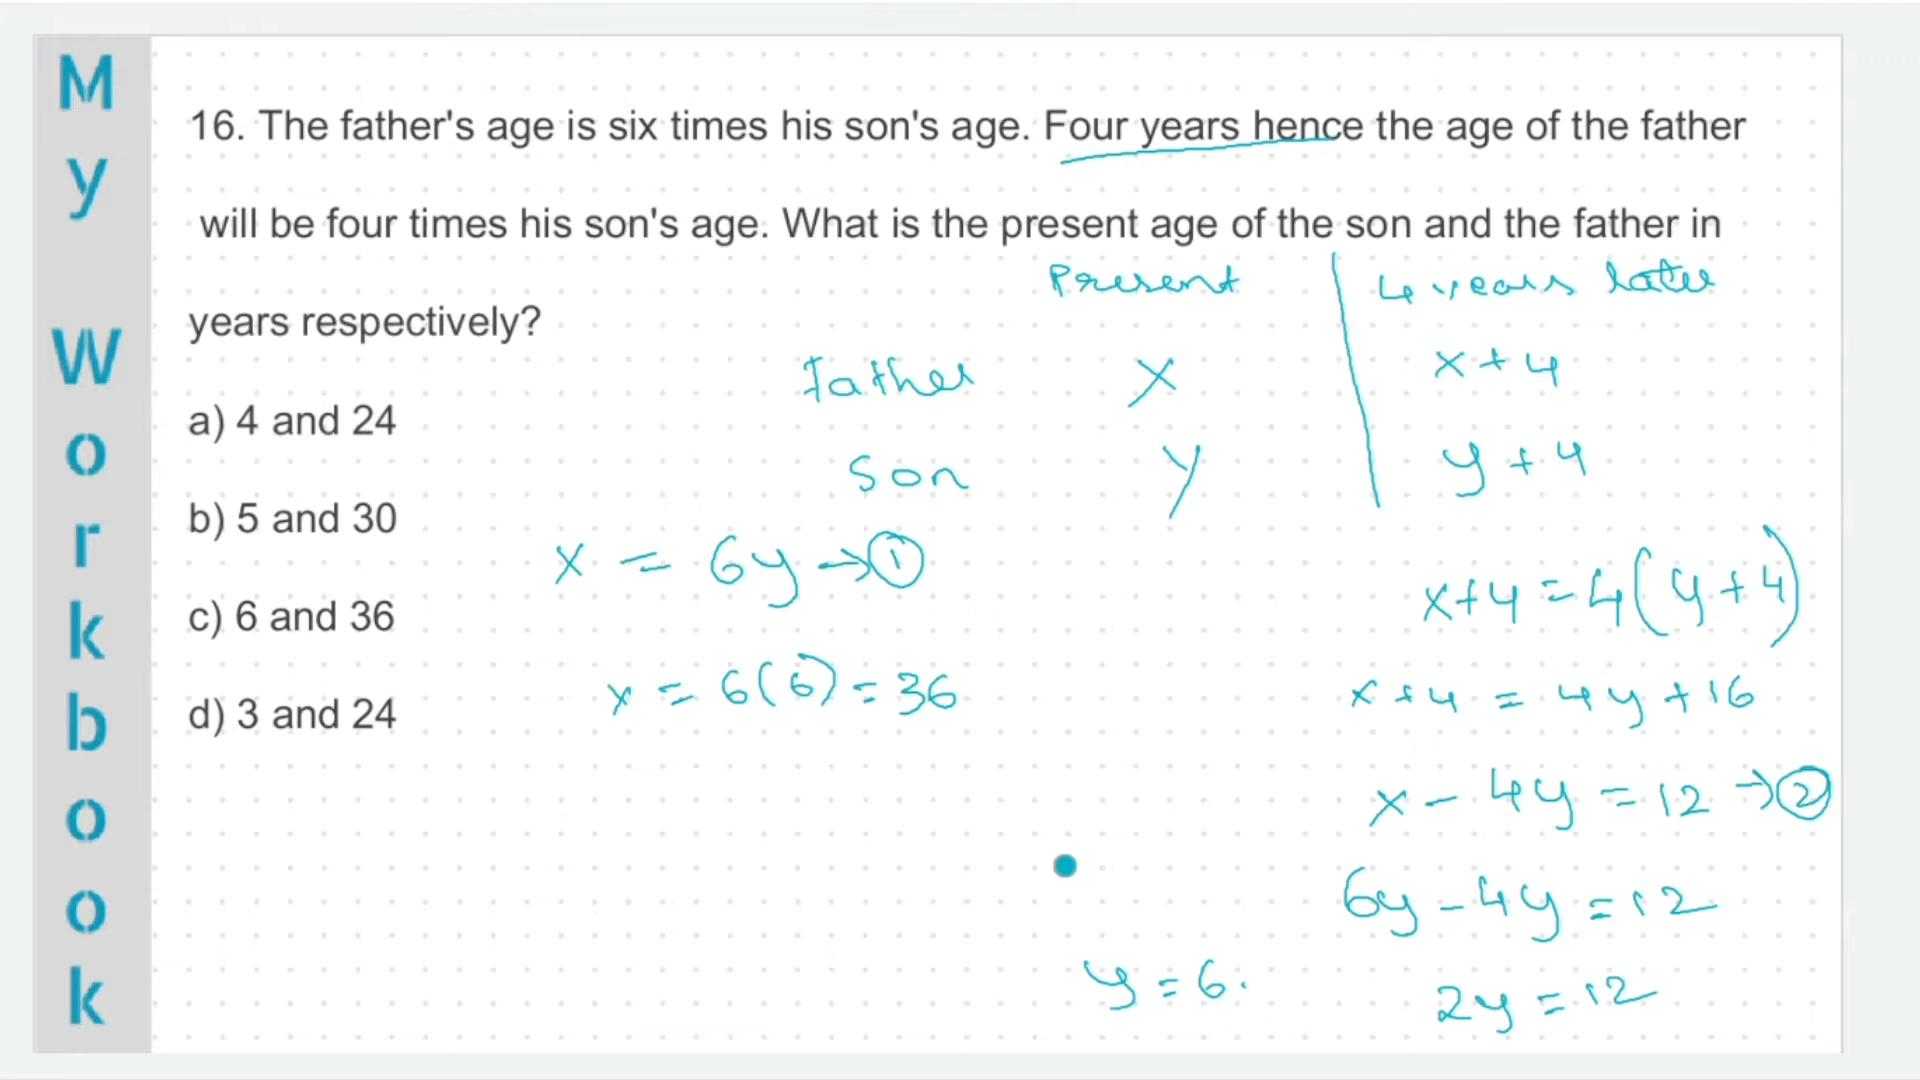 My Workbook
16. The father's age is six times his son's age. Four years hence the age of the father
will be four times his son's age. What is the present age of the son and the father in
years respectively?
Present | 4 years later
Father x x+4
Son y y+4
a) 4 and 24
b) 5 and 30
c) 6 and 36
d) 3 and 24
x = 6y → ①
x = 6(6) = 36
x+4 = 4(y+4)
x+4 = 4y+16
x - 4y = 12 → ②
6y - 4y = 12
2y = 12
y = 6.